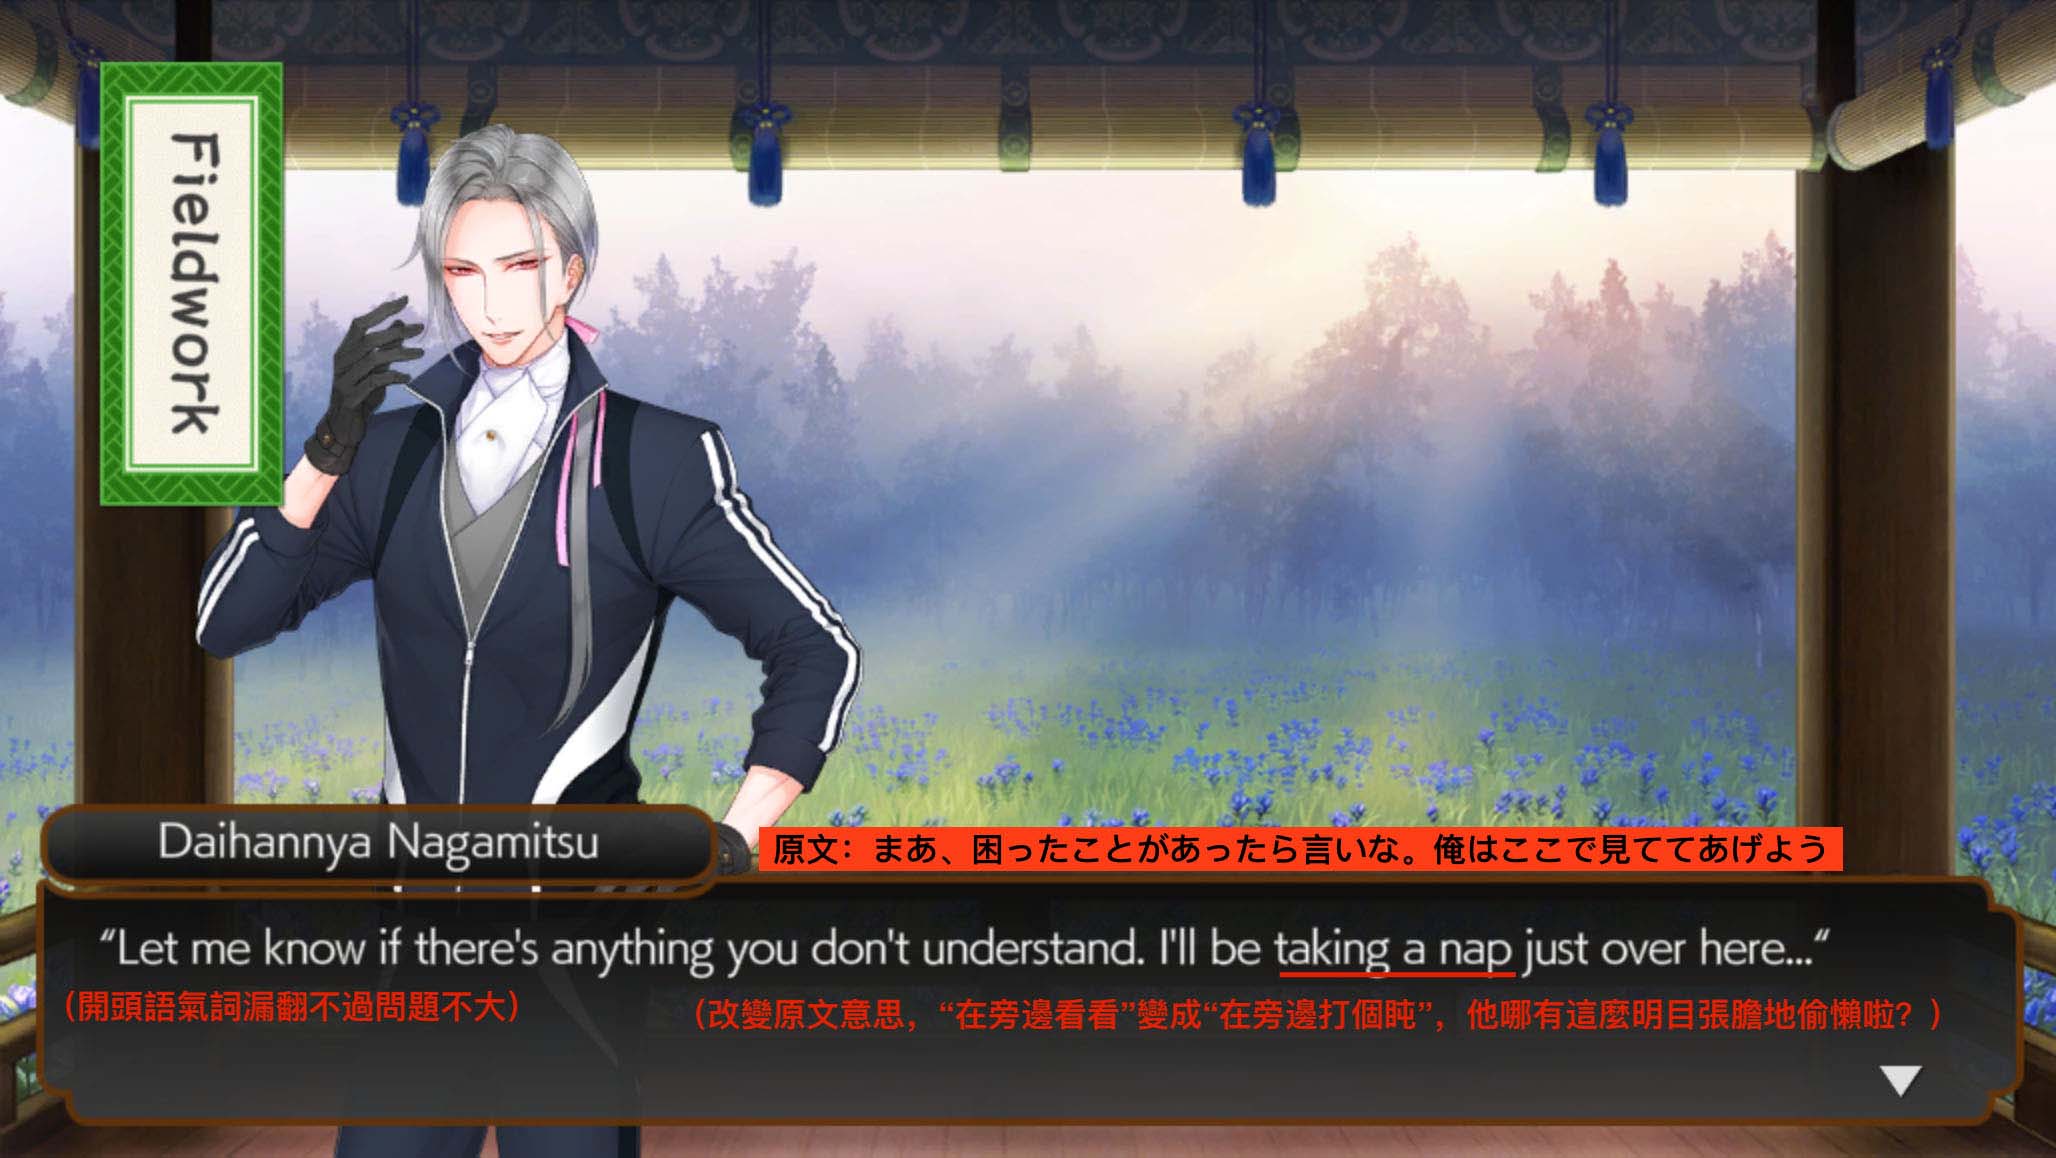 Fieldwork
Daihannya Nagamitsu
原文：まあ、困ったことがあったら言いな。俺はここで見ててあげよう
“Let me know if there's anything you don't understand. I'll be taking a nap just over here...“
（開頭語氣詞漏翻不過問題不大）
（改變原文意思，“在旁邊看看”變成“在旁邊打個盹”，他哪有這麼明目張膽地偷懶啦？）